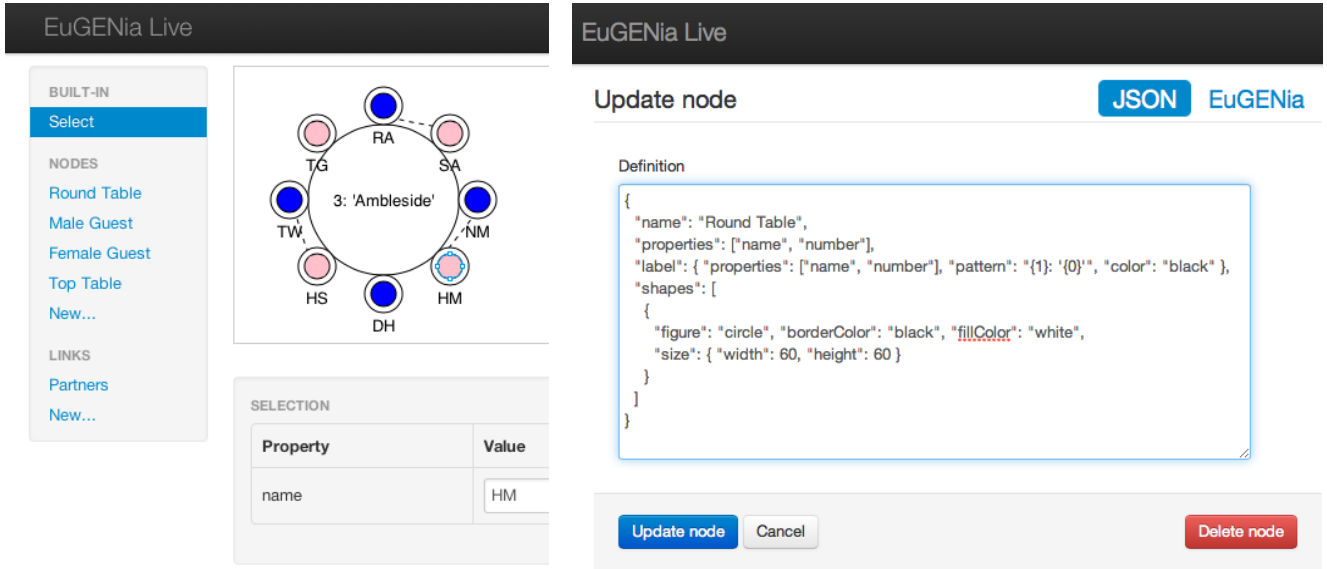 EuGENia Live
BUILT-IN
Select
NODES
Round Table
Male Guest
Female Guest
Top Table
New...
LINKS
Partners
New...
RA
TG
SA
3: 'Ambleside'
TW
NM
HS
HM
DH
SELECTION
Property Value
name HM
EuGENia Live
Update node JSON EuGENia
Definition
{
"name": "Round Table",
"properties": ["name", "number"],
"label": { "properties": ["name", "number"], "pattern": "{1}: '{0}'", "color": "black" },
"shapes": [
{
"figure": "circle", "borderColor": "black", "fillColor": "white",
"size": { "width": 60, "height": 60 }
}
]
}
Update node Cancel Delete node